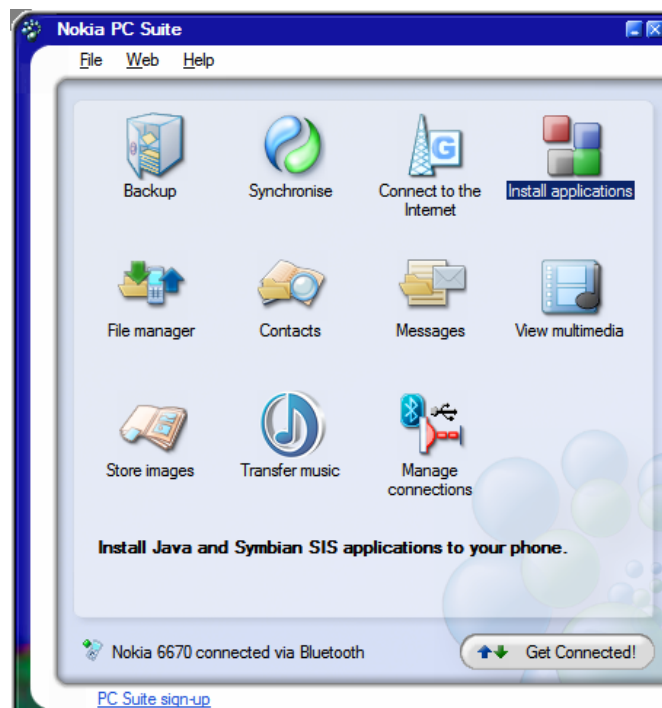 Nokia PC Suite
File Web Help
Backup
Synchronise
Connect to the
Internet
Install applications
File manager
Contacts
Messages
View multimedia
Store images
Transfer music
Manage
connections
Install Java and Symbian SIS applications to your phone.
Nokia 6670 connected via Bluetooth
Get Connected!
PC Suite sign-up